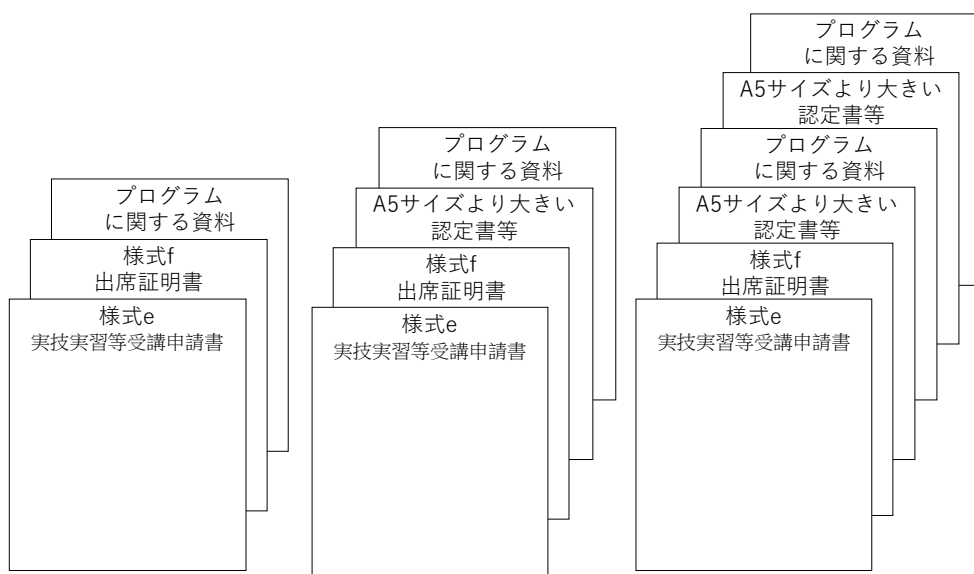 プログラム
に関する資料
様式f
出席証明書
様式e
実技実習等受講申請書
プログラム
に関する資料
A5サイズより大きい
認定書等
様式f
出席証明書
様式e
実技実習等受講申請書
プログラム
に関する資料
A5サイズより大きい
認定書等
プログラム
に関する資料
A5サイズより大きい
認定書等
様式f
出席証明書
様式e
実技実習等受講申請書